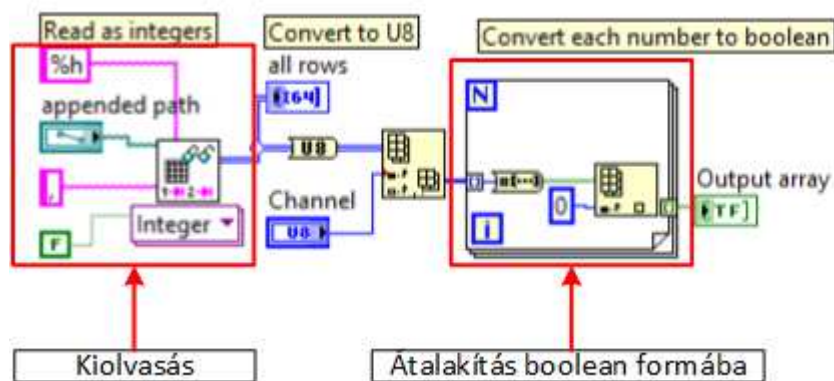 Read as integers
Convert to U8
Convert each number to boolean
%h
all rows
[I64]
N
appended path
U8
Channel
Output array
,
0
TF]
Integer
U8
i
F
Kiolvasás
Átalakítás boolean formába